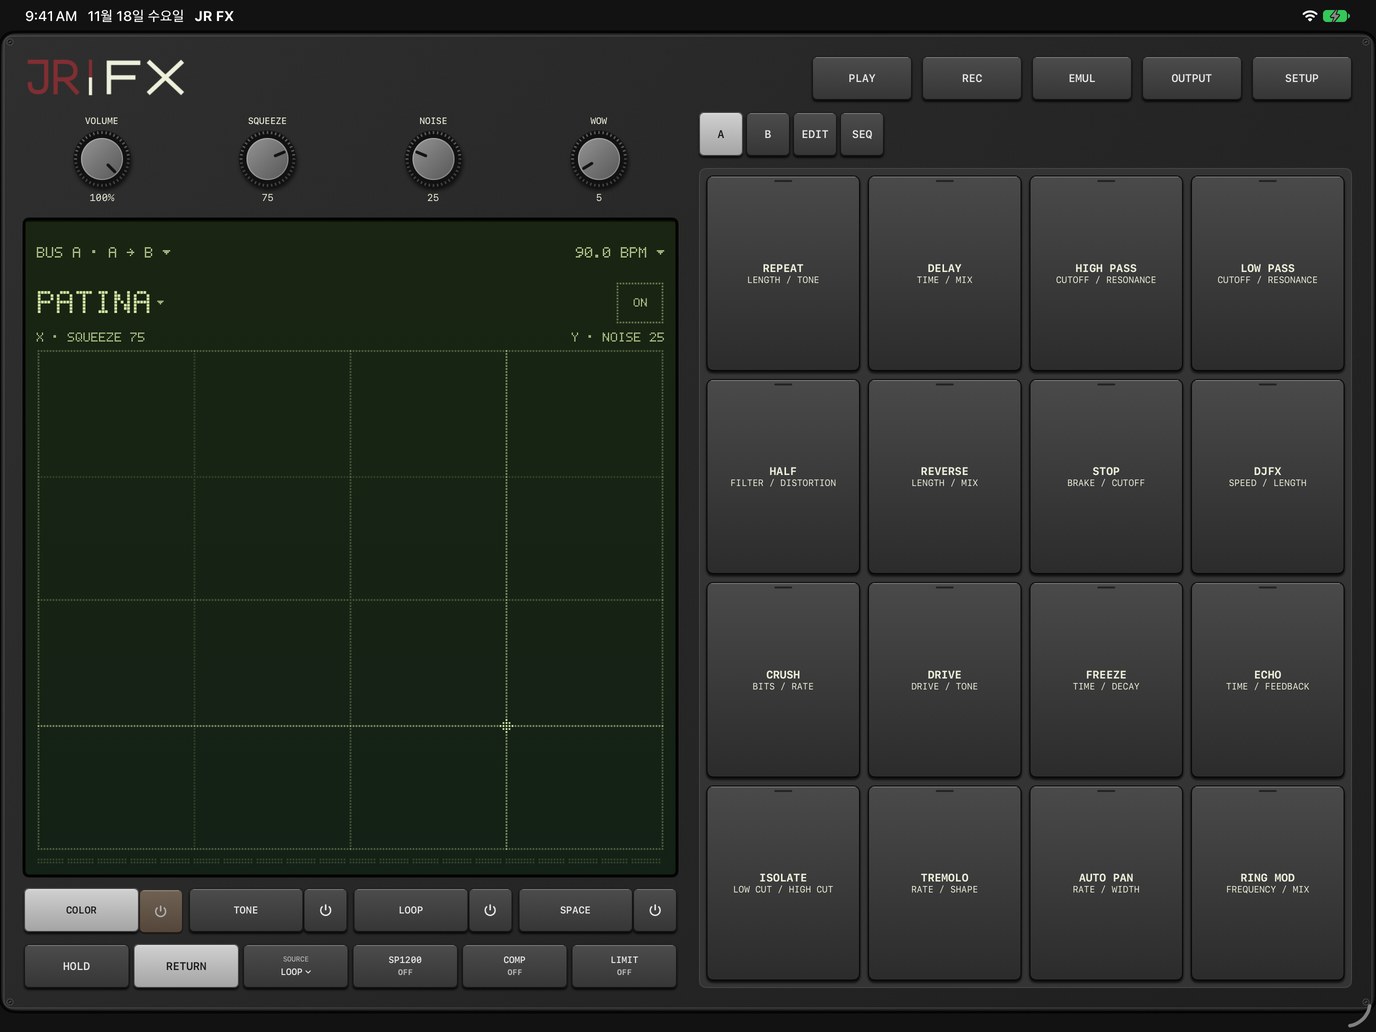 9:41 AM 11월 18일 수요일 JR FX
JR FX
PLAY REC EMUL OUTPUT SETUP
VOLUME SQUEEZE NOISE WOW
100% 75 25 5
A B EDIT SEQ
BUS A · A → B 90.0 BPM
PATINA ON
X · SQUEEZE 75 Y · NOISE 25
REPEAT DELAY HIGH PASS LOW PASS
LENGTH / TONE TIME / MIX CUTOFF / RESONANCE CUTOFF / RESONANCE
HALF REVERSE STOP DJFX
FILTER / DISTORTION LENGTH / MIX BRAKE / CUTOFF SPEED / LENGTH
CRUSH DRIVE FREEZE ECHO
BITS / RATE DRIVE / TONE TIME / DECAY TIME / FEEDBACK
ISOLATE TREMOLO AUTO PAN RING MOD
LOW CUT / HIGH CUT RATE / SHAPE RATE / WIDTH FREQUENCY / MIX
COLOR TONE LOOP SPACE
HOLD RETURN SOURCE SP1200 COMP LIMIT
LOOP OFF OFF OFF